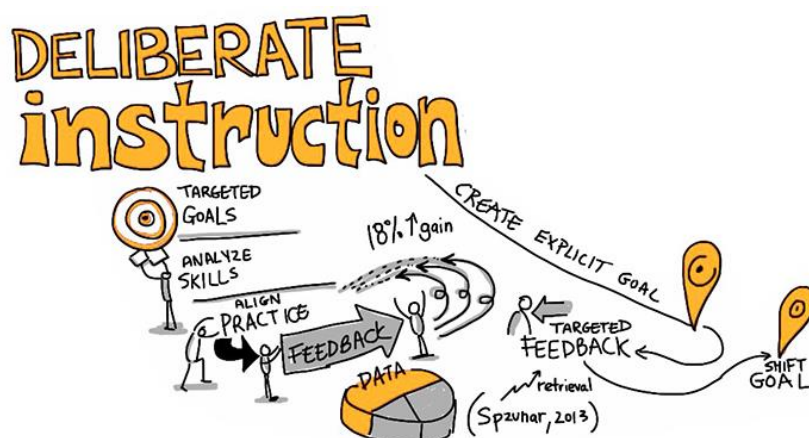 DELIBERATE
instruction
TARGETED
GOALS
ANALYZE
SKILLS
ALIGN
PRACTICE
FEEDBACK
18% ↑ gain
DATA
CREATE EXPLICIT GOAL
TARGETED
FEEDBACK
retrieval
(Spzunar, 2013)
SHIFT
GOAL